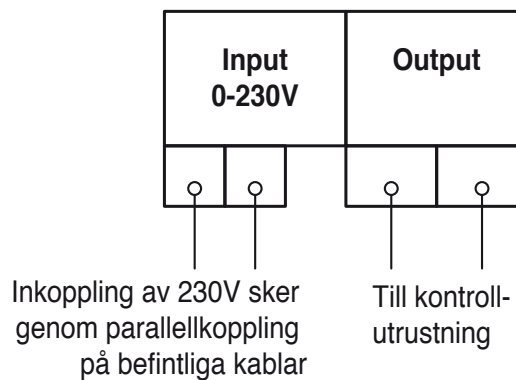 Input
0-230V
Output
Inkoppling av 230V sker
genom parallellkoppling
på befintliga kablar
Till kontroll-
utrustning